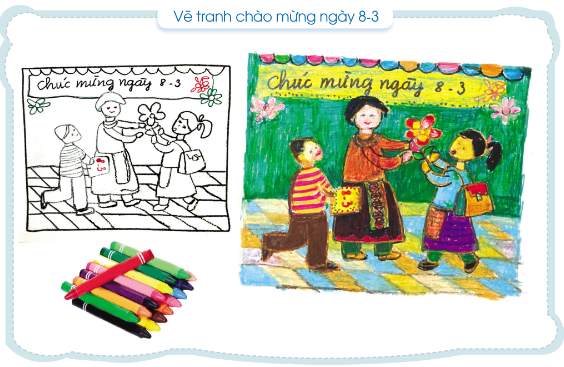 Vẽ tranh chào mừng ngày 8-3
Chúc mừng ngày 8-3
Chúc mừng ngày 8-3